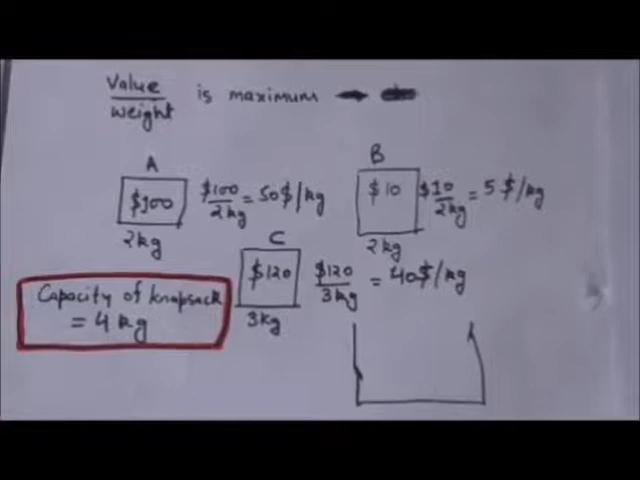 Value
weight
is maximum
A
$100
2kg
$100
2kg
= 50$/kg
B
$10
2kg
$10
2kg
= 5$/kg
C
$120
3kg
$120
3kg
= 40$/kg
Capacity of knapsack
= 4 kg